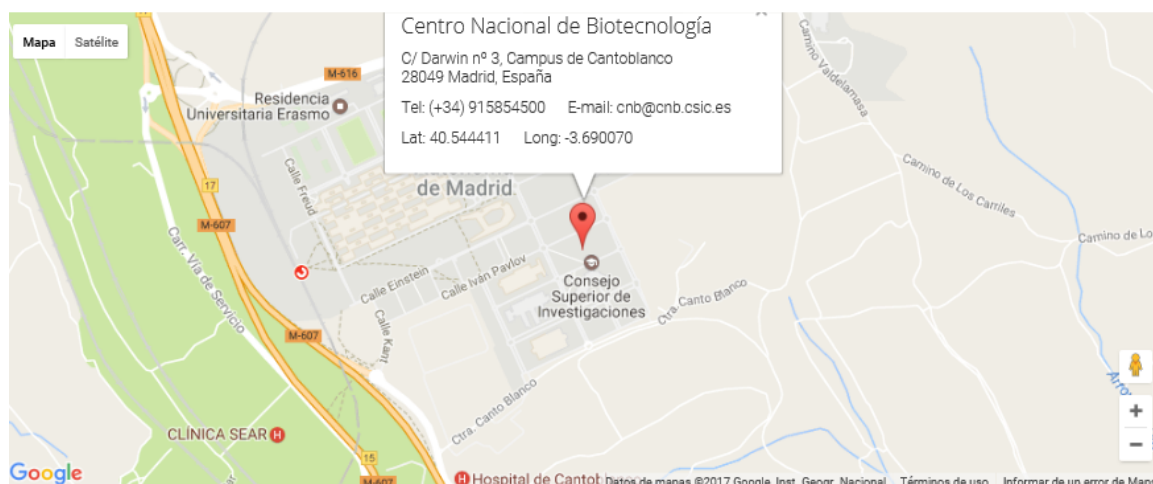 Mapa
Satélite
Centro Nacional de Biotecnología
C/ Darwin nº 3, Campus de Cantoblanco
28049 Madrid, España
Tel: (+34) 915854500 E-mail: cnb@cnb.csic.es
Lat: 40.544411 Long: -3.690070
M-616
Residencia
Universitaria Erasmo
de Madrid
Calle Freud
17
M-607
Carr. Vía de Servicio
Calle Einstein
Calle Iván Pavlov
Calle Kant
Consejo
Superior de
Investigaciones
Ctra. Canto Blanco
Camino Valdelamasa
Camino de Los Carriles
Camino de Lo
M-607
Ctra. Canto Blanco
CLÍNICA SEAR H
15
M-607
H Hospital de Cantob
Arro
+
−
Google
Datos de mapas ©2017 Google, Inst. Geogr. Nacional Términos de uso Informar de un error de Maps